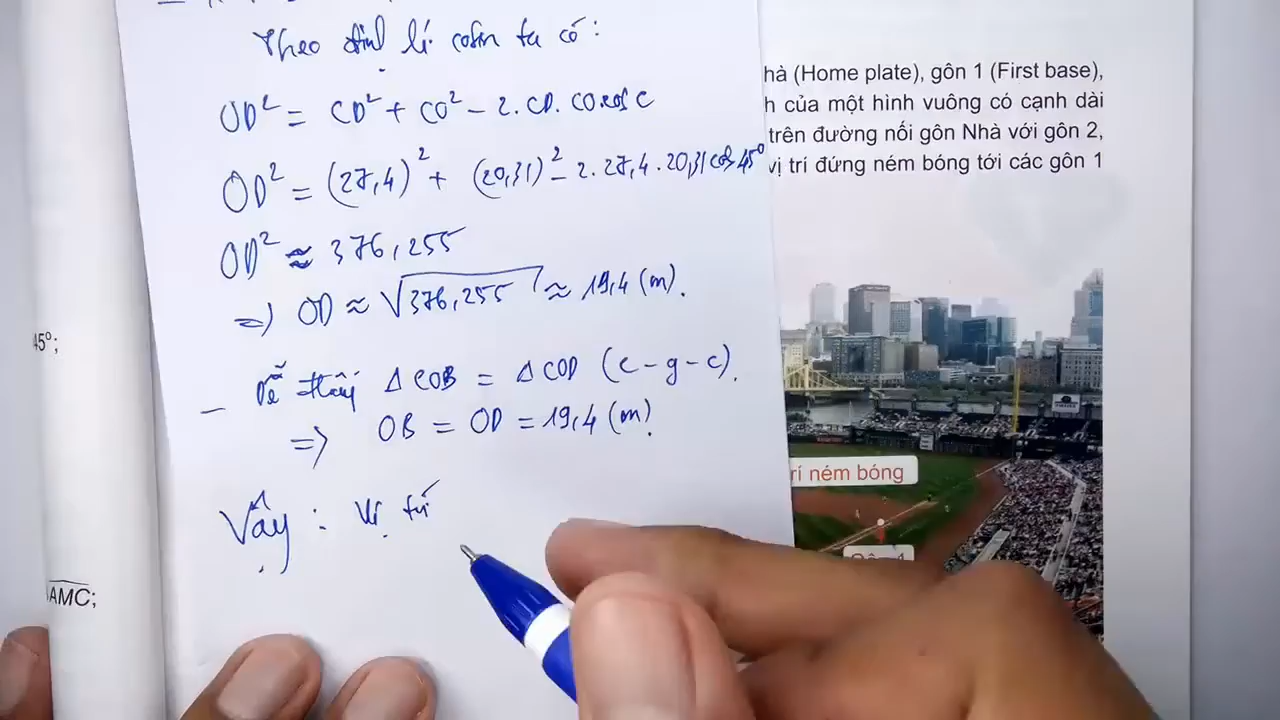 Theo định lí cosin ta có:
OD² = CD² + CO² - 2. CD. CO.cos C
OD² = (27,4)² + (20,31)² - 2. 27,4 . 20,31 cos 45°
OD² ≈ 376,255
=> OD ≈ √376,255 ≈ 19,4 (m).
- Dễ thấy Δ COB = Δ COD (c-g-c).
=> OB = OD = 19,4 (m).
Vậy : Vị trí
45º;
AMC;
hà (Home plate), gôn 1 (First base),
h của một hình vuông có cạnh dài
trên đường nối gôn Nhà với gôn 2,
vị trí đứng ném bóng tới các gôn 1
rí ném bóng